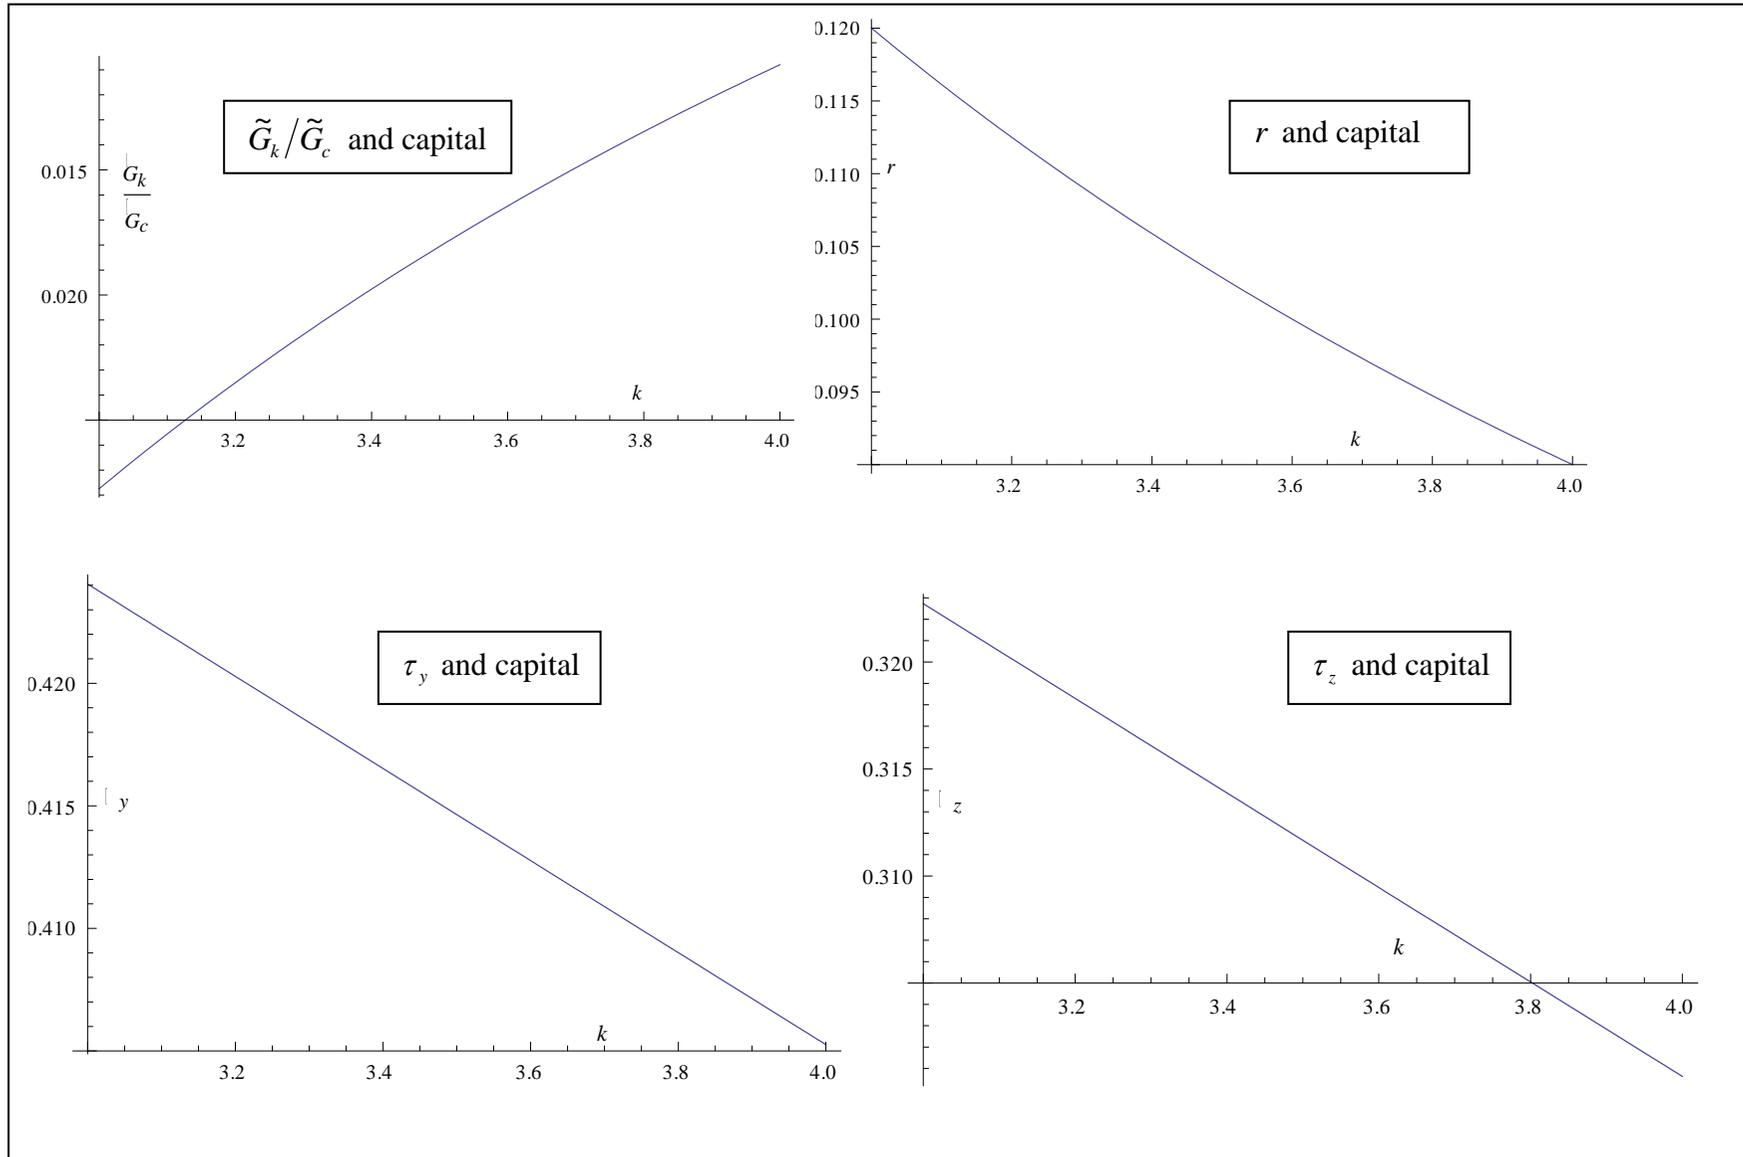 G̃k/G̃c and capital
0.015
0.020
Gk
Gc
k
3.2 3.4 3.6 3.8 4.0
r and capital
0.120
0.115
0.110
0.105
0.100
0.095
r
k
3.2 3.4 3.6 3.8 4.0
τy and capital
0.420
0.415
0.410
y
k
3.2 3.4 3.6 3.8 4.0
τz and capital
0.320
0.315
0.310
z
k
3.2 3.4 3.6 3.8 4.0